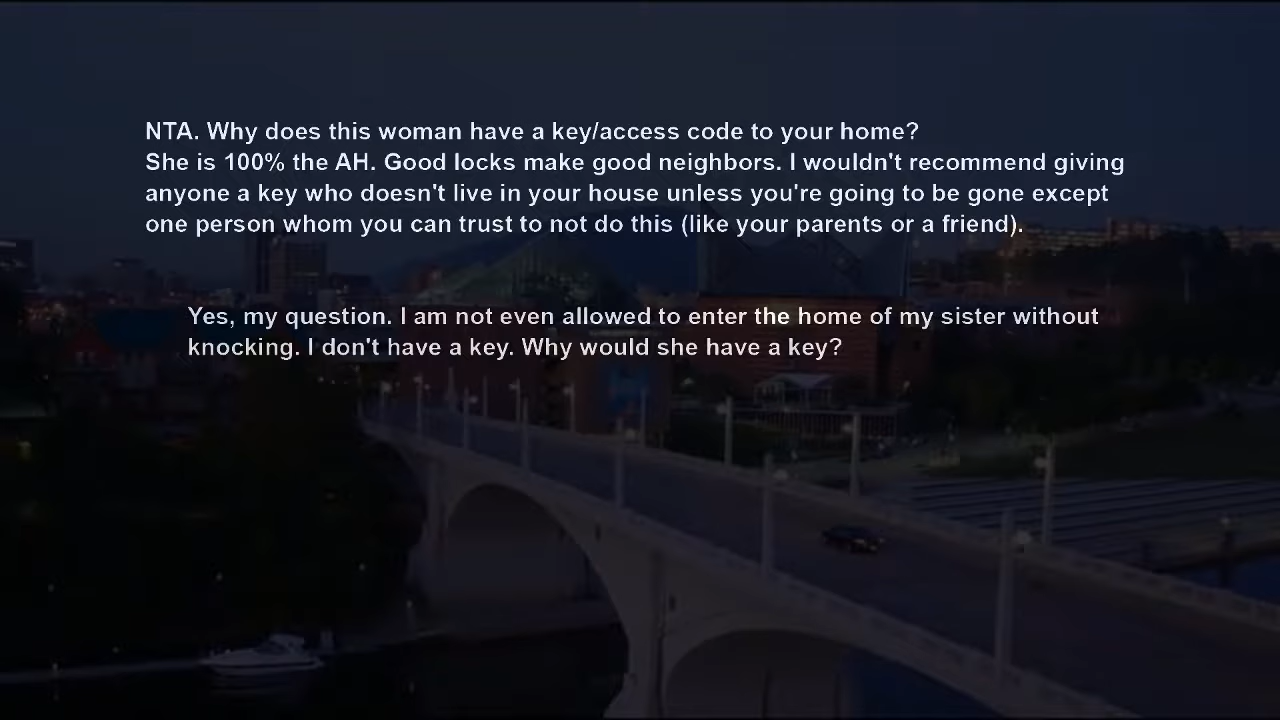 NTA. Why does this woman have a key/access code to your home?
She is 100% the AH. Good locks make good neighbors. I wouldn't recommend giving
anyone a key who doesn't live in your house unless you're going to be gone except
one person whom you can trust to not do this (like your parents or a friend).
Yes, my question. I am not even allowed to enter the home of my sister without
knocking. I don't have a key. Why would she have a key?